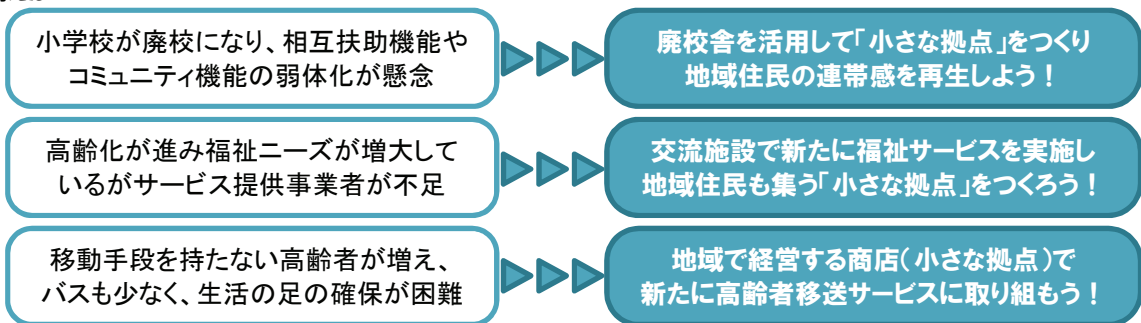 小学校が廃校になり、相互扶助機能や
コミュニティ機能の弱体化が懸念
廃校舎を活用して「小さな拠点」をつくり
地域住民の連帯感を再生しよう！
高齢化が進み福祉ニーズが増大して
いるがサービス提供事業者が不足
交流施設で新たに福祉サービスを実施し
地域住民も集う「小さな拠点」をつくろう！
移動手段を持たない高齢者が増え、
バスも少なく、生活の足の確保が困難
地域で経営する商店（小さな拠点）で
新たに高齢者移送サービスに取り組もう！